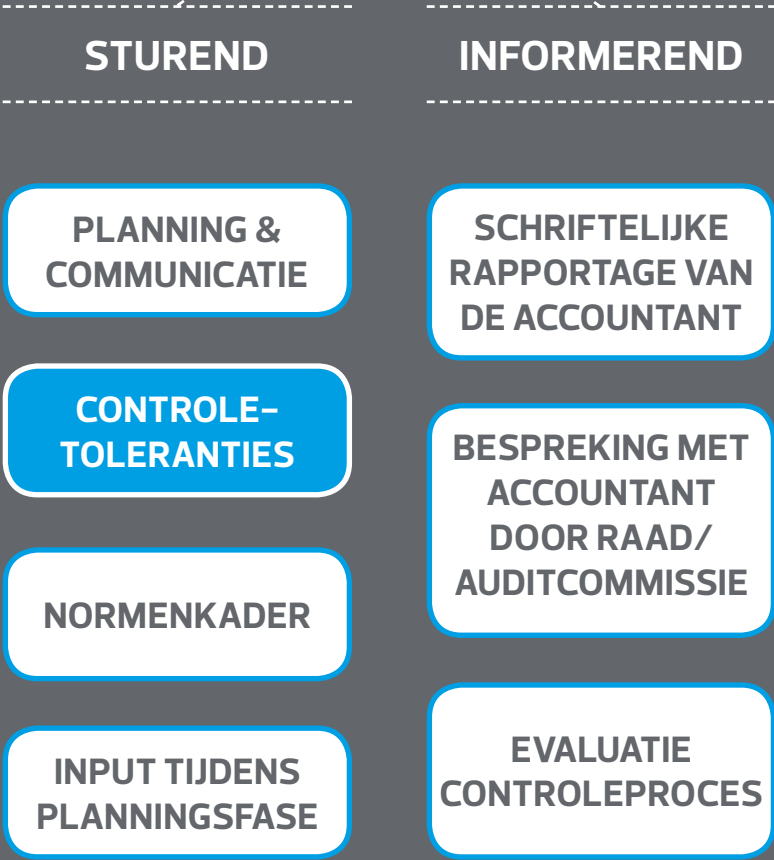 STUREND
PLANNING &
COMMUNICATIE
CONTROLE-
TOLERANTIES
NORMENKADER
INPUT TIJDENS
PLANNINGSFASE
INFORMEREND
SCHRIFTELIJKE
RAPPORTAGE VAN
DE ACCOUNTANT
BESPREKING MET
ACCOUNTANT
DOOR RAAD/
AUDITCOMMISSIE
EVALUATIE
CONTROLEPROCES